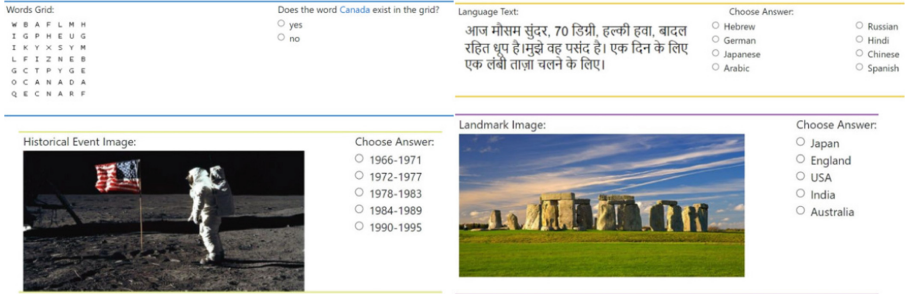 Words Grid:
W B A F L M H
I G P H E U G
I K Y X S Y M
L F I Z N E B
G C T P Y G E
O C A N A D A
Q E C N A R F
Does the word Canada exist in the grid?
yes
no
Language Text:
आज मौसम सुंदर, 70 डिग्री, हल्की हवा, बादल
रहित धूप है।मुझे वह पसंद है। एक दिन के लिए
एक लंबी ताज़ा चलने के लिए।
Choose Answer:
Hebrew
German
Japanese
Arabic
Russian
Hindi
Chinese
Spanish
Historical Event Image:
Choose Answer:
1966-1971
1972-1977
1978-1983
1984-1989
1990-1995
Landmark Image:
Choose Answer:
Japan
England
USA
India
Australia